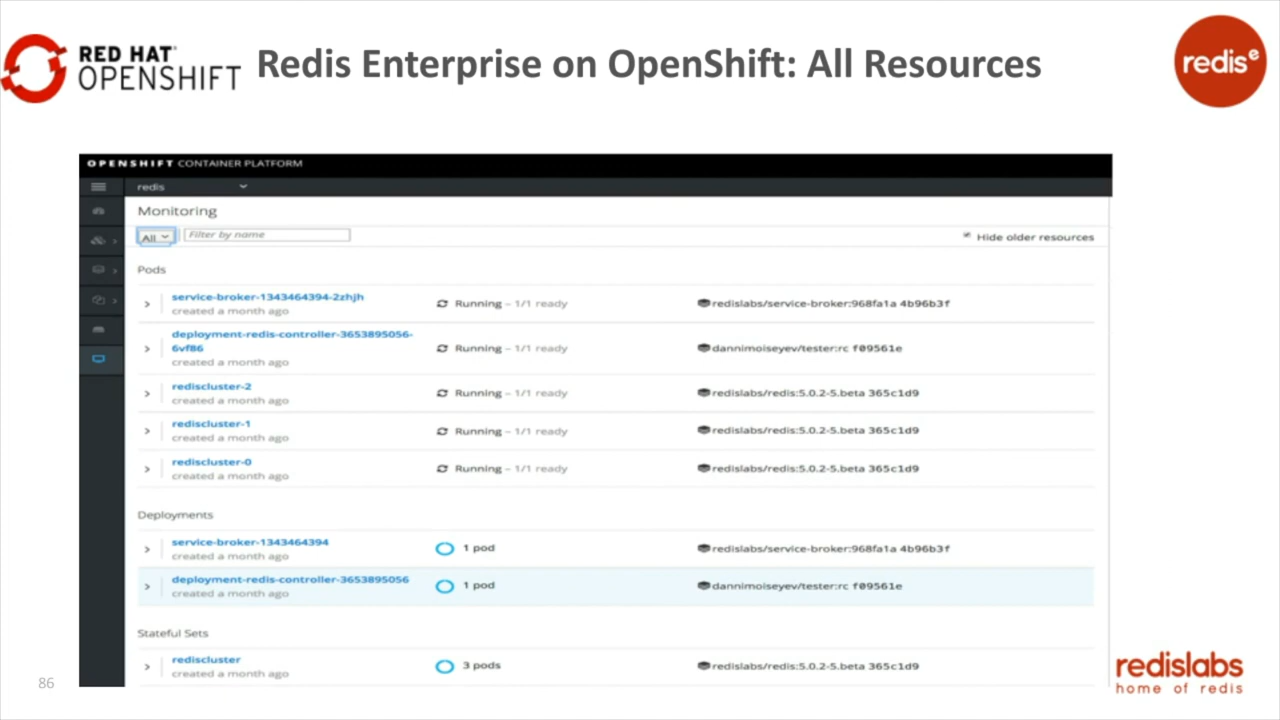 RED HAT®
OPENSHIFT
Redis Enterprise on OpenShift: All Resources
redis e
OPENSHIFT CONTAINER PLATFORM
redis
Monitoring
All
Filter by name
Hide older resources
Pods
service-broker-1343464394-2zhjh
created a month ago
Running – 1/1 ready
redislabs/service-broker:968fa1a 4b96b3f
deployment-redis-controller-3653895056-
6vf86
created a month ago
Running – 1/1 ready
dannimoiseyev/tester:rc f09561e
rediscluster-2
created a month ago
Running – 1/1 ready
redislabs/redis:5.0.2-5.beta 365c1d9
rediscluster-1
created a month ago
Running – 1/1 ready
redislabs/redis:5.0.2-5.beta 365c1d9
rediscluster-0
created a month ago
Running – 1/1 ready
redislabs/redis:5.0.2-5.beta 365c1d9
Deployments
service-broker-1343464394
created a month ago
1 pod
redislabs/service-broker:968fa1a 4b96b3f
deployment-redis-controller-3653895056
created a month ago
1 pod
dannimoiseyev/tester:rc f09561e
Stateful Sets
rediscluster
created a month ago
3 pods
redislabs/redis:5.0.2-5.beta 365c1d9
86
redislabs
home of redis